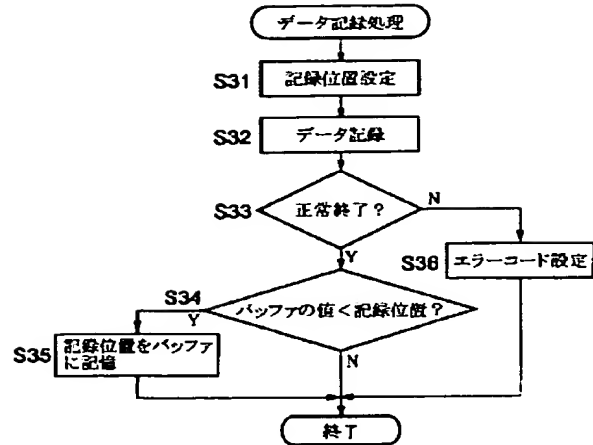 データ記録処理
S31
記録位置設定
S32
データ記録
S33
正常終了?
N
Y
S36
エラーコード設定
S34
バッファの値<記録位置?
Y
S35
記録位置をバッファ
に記憶
N
終了